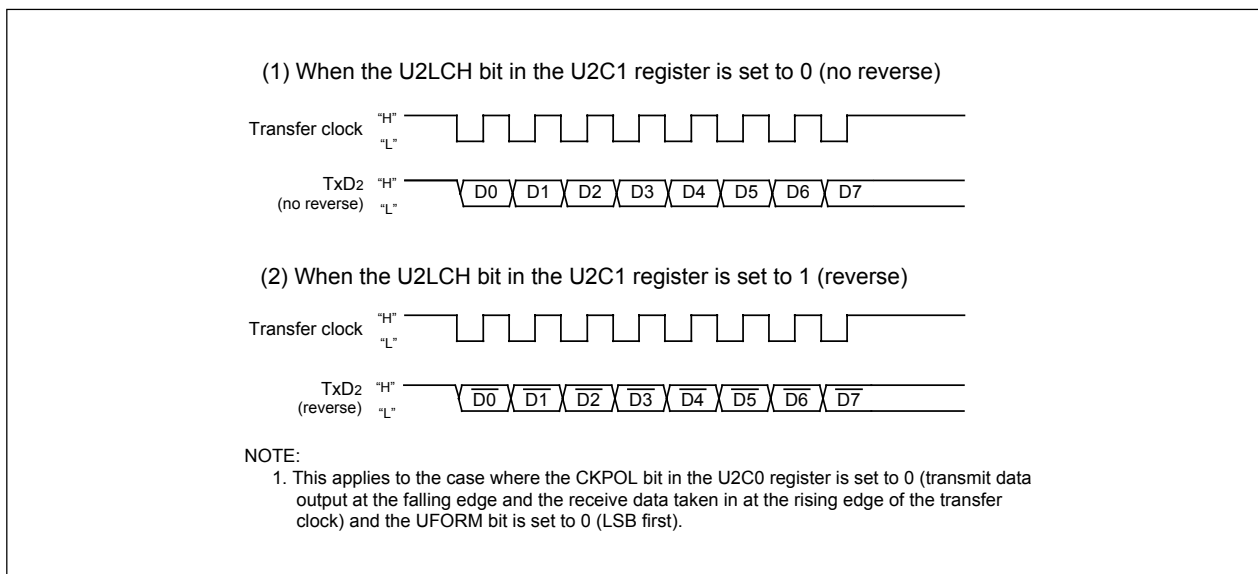 (1) When the U2LCH bit in the U2C1 register is set to 0 (no reverse)
Transfer clock "H"
"L"
TxD2 "H"
(no reverse) "L"
D0 D1 D2 D3 D4 D5 D6 D7
(2) When the U2LCH bit in the U2C1 register is set to 1 (reverse)
Transfer clock "H"
"L"
TxD2 "H"
(reverse) "L"
D0 D1 D2 D3 D4 D5 D6 D7
NOTE:
1. This applies to the case where the CKPOL bit in the U2C0 register is set to 0 (transmit data
output at the falling edge and the receive data taken in at the rising edge of the transfer
clock) and the UFORM bit is set to 0 (LSB first).